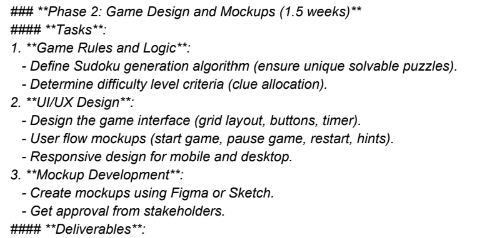 ### **Phase 2: Game Design and Mockups (1.5 weeks)**
#### **Tasks**:
1. **Game Rules and Logic**:
- Define Sudoku generation algorithm (ensure unique solvable puzzles).
- Determine difficulty level criteria (clue allocation).
2. **UI/UX Design**:
- Design the game interface (grid layout, buttons, timer).
- User flow mockups (start game, pause game, restart, hints).
- Responsive design for mobile and desktop.
3. **Mockup Development**:
- Create mockups using Figma or Sketch.
- Get approval from stakeholders.
#### **Deliverables**: